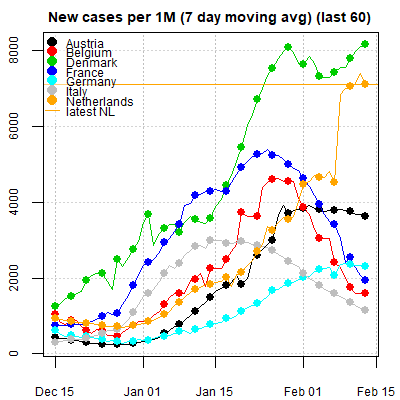 New cases per 1M (7 day moving avg) (last 60)
8000
6000
4000
2000
0
Austria
Belgium
Denmark
France
Germany
Italy
Netherlands
latest NL
Dec 15
Jan 01
Jan 15
Feb 01
Feb 15